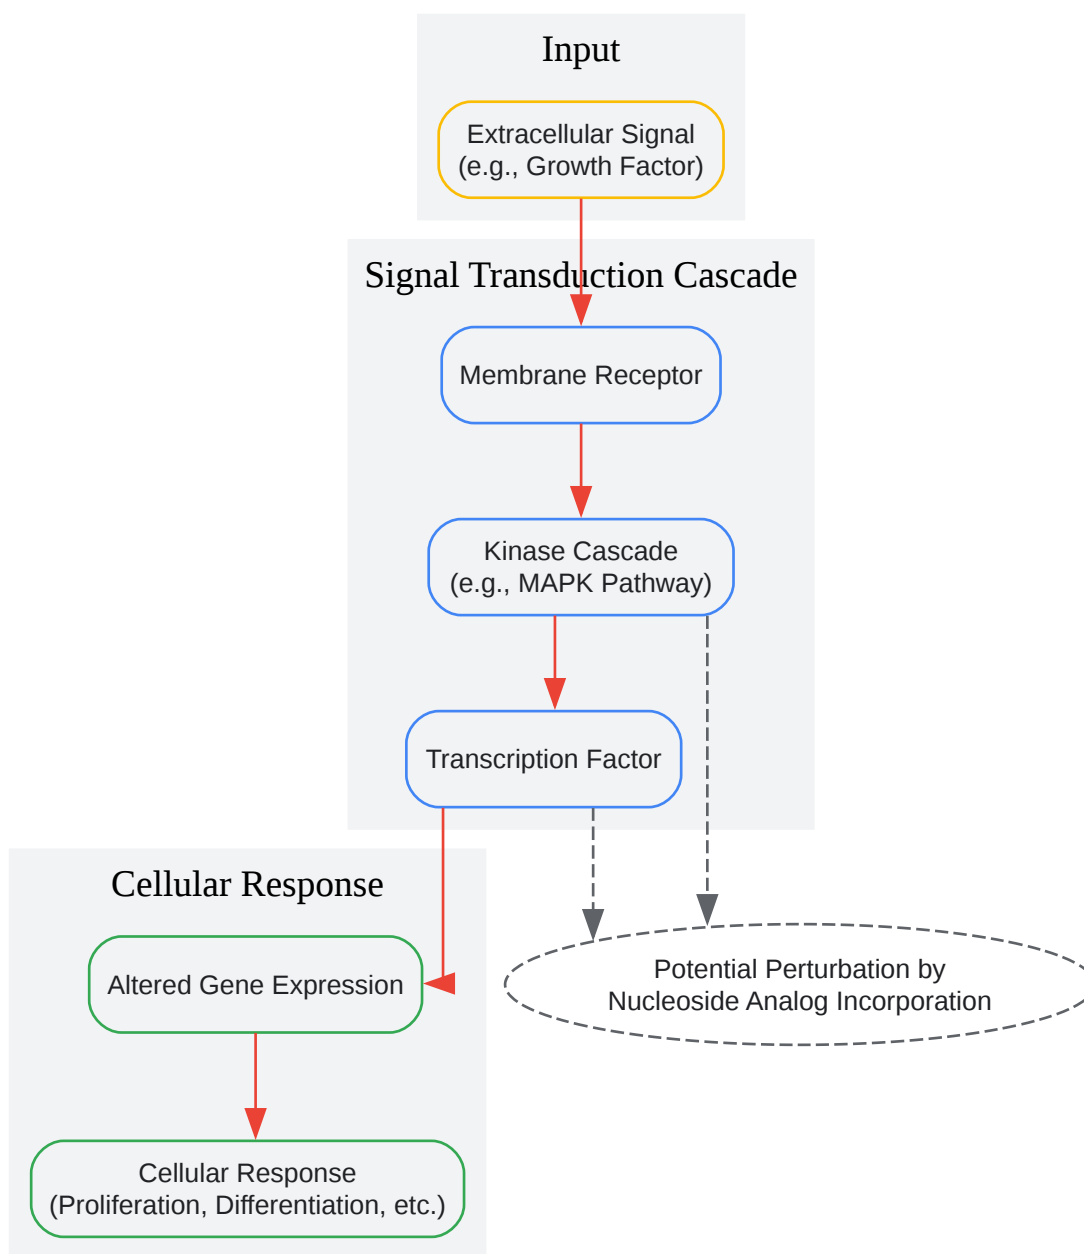 Input
Extracellular Signal
(e.g., Growth Factor)
Signal Transduction Cascade
Membrane Receptor
Kinase Cascade
(e.g., MAPK Pathway)
Transcription Factor
Cellular Response
Altered Gene Expression
Potential Perturbation by
Nucleoside Analog Incorporation
Cellular Response
(Proliferation, Differentiation, etc.)